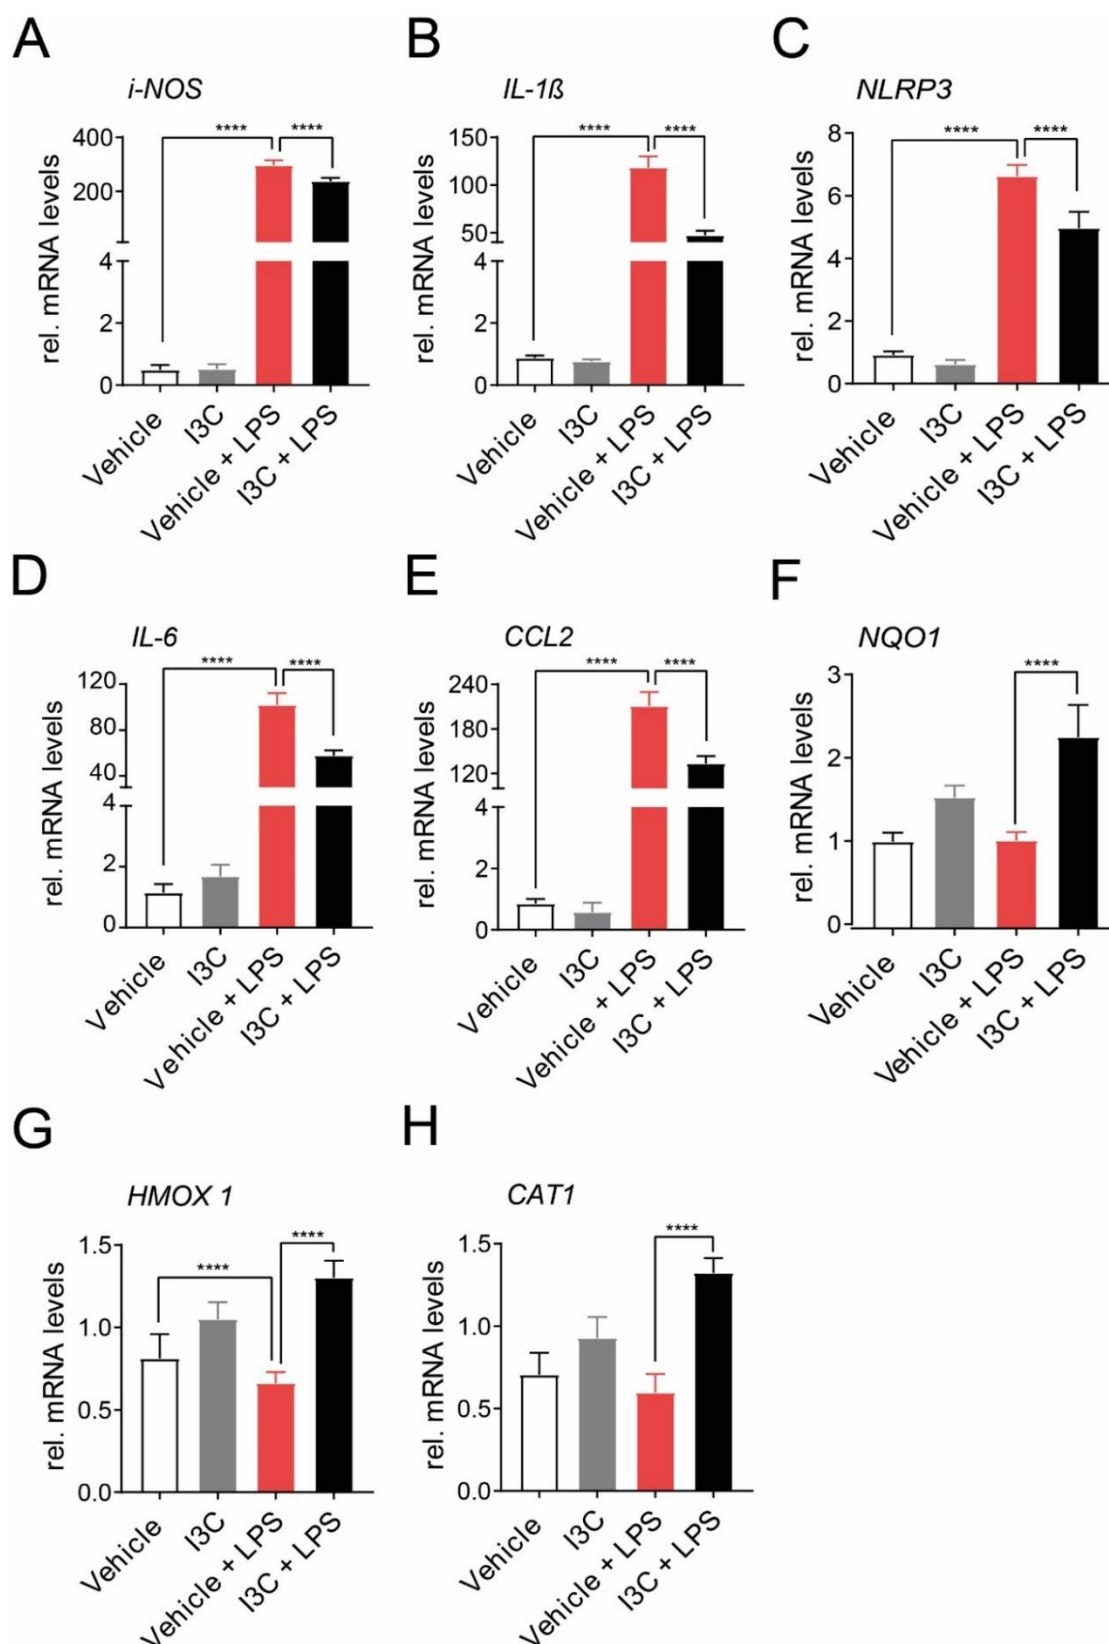 A
i-NOS
**** ****
rel. mRNA levels
400
200
4
2
0
Vehicle
I3C
Vehicle + LPS
I3C + LPS
B
IL-1ß
**** ****
rel. mRNA levels
150
100
50
4
2
0
Vehicle
I3C
Vehicle + LPS
I3C + LPS
C
NLRP3
**** ****
rel. mRNA levels
8
6
4
2
0
Vehicle
I3C
Vehicle + LPS
I3C + LPS
D
IL-6
**** ****
rel. mRNA levels
120
80
40
4
2
0
Vehicle
I3C
Vehicle + LPS
I3C + LPS
E
CCL2
**** ****
rel. mRNA levels
240
180
120
4
2
0
Vehicle
I3C
Vehicle + LPS
I3C + LPS
F
NQO1
****
rel. mRNA levels
3
2
1
0
Vehicle
I3C
Vehicle + LPS
I3C + LPS
G
HMOX 1
****
****
rel. mRNA levels
1.5
1.0
0.5
0.0
Vehicle
I3C
Vehicle + LPS
I3C + LPS
H
CAT1
****
rel. mRNA levels
1.5
1.0
0.5
0.0
Vehicle
I3C
Vehicle + LPS
I3C + LPS